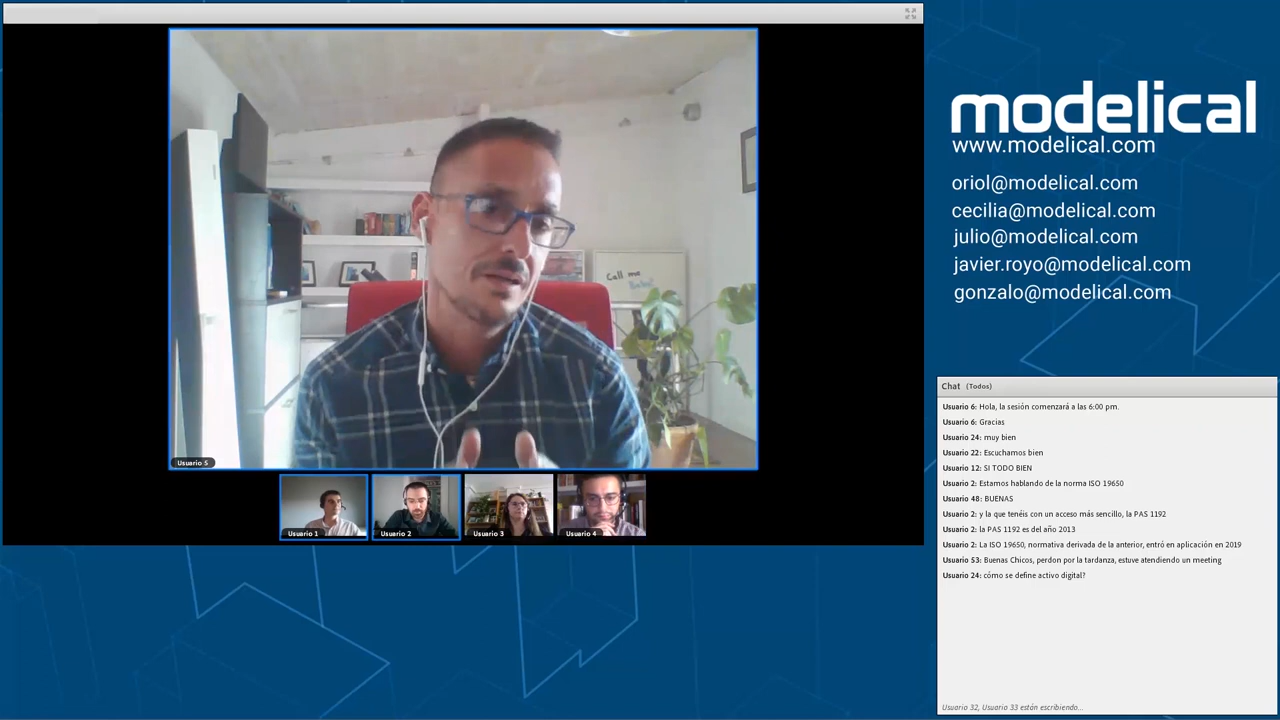 Call me
Usuario 5
Usuario 1
Usuario 2
Usuario 3
Usuario 4
modelical
www.modelical.com
oriol@modelical.com
cecilia@modelical.com
julio@modelical.com
javier.royo@modelical.com
gonzalo@modelical.com
Chat (Todos)
Usuario 6: Hola, la sesión comenzará a las 6:00 pm.
Usuario 6: Gracias
Usuario 24: muy bien
Usuario 22: Escuchamos bien
Usuario 12: SI TODO BIEN
Usuario 2: Estamos hablando de la norma ISO 19650
Usuario 48: BUENAS
Usuario 2: y la que tenéis con un acceso más sencillo, la PAS 1192
Usuario 2: la PAS 1192 es del año 2013
Usuario 2: La ISO 19650, normativa derivada de la anterior, entró en aplicación en 2019
Usuario 53: Buenas Chicos, perdon por la tardanza, estuve atendiendo un meeting
Usuario 24: cómo se define activo digital?
Usuario 32, Usuario 33 están escribiendo...